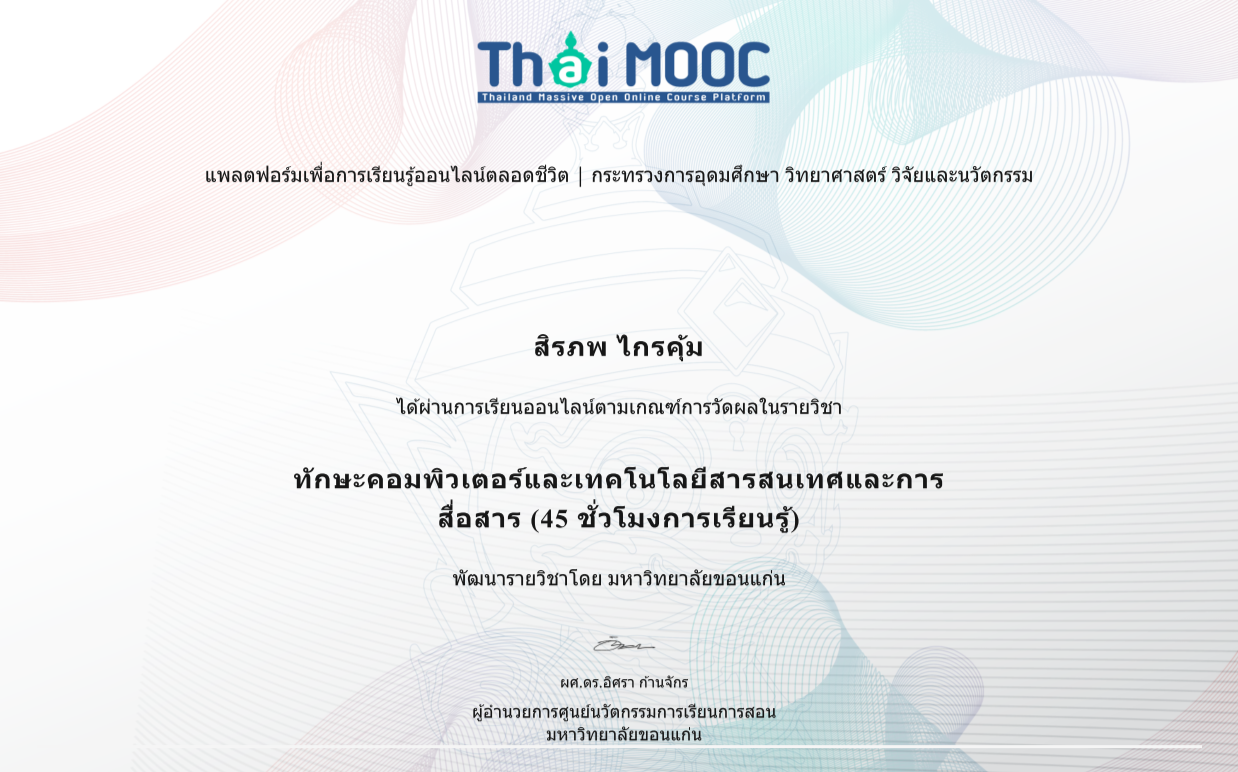 Thai MOOC
Thailand Massive Open Online Course Platform
แพลตฟอร์มเพื่อการเรียนรู้ออนไลน์ตลอดชีวิต | กระทรวงการอุดมศึกษา วิทยาศาสตร์ วิจัยและนวัตกรรม
สิรภพ ไกรคุ้ม
ได้ผ่านการเรียนออนไลน์ตามเกณฑ์การวัดผลในรายวิชา
ทักษะคอมพิวเตอร์และเทคโนโลยีสารสนเทศและการ
สื่อสาร (45 ชั่วโมงการเรียนรู้)
พัฒนารายวิชาโดย มหาวิทยาลัยขอนแก่น
ผศ.ดร.อิศรา ก้านจักร
ผู้อำนวยการศูนย์นวัตกรรมการเรียนการสอน
มหาวิทยาลัยขอนแก่น